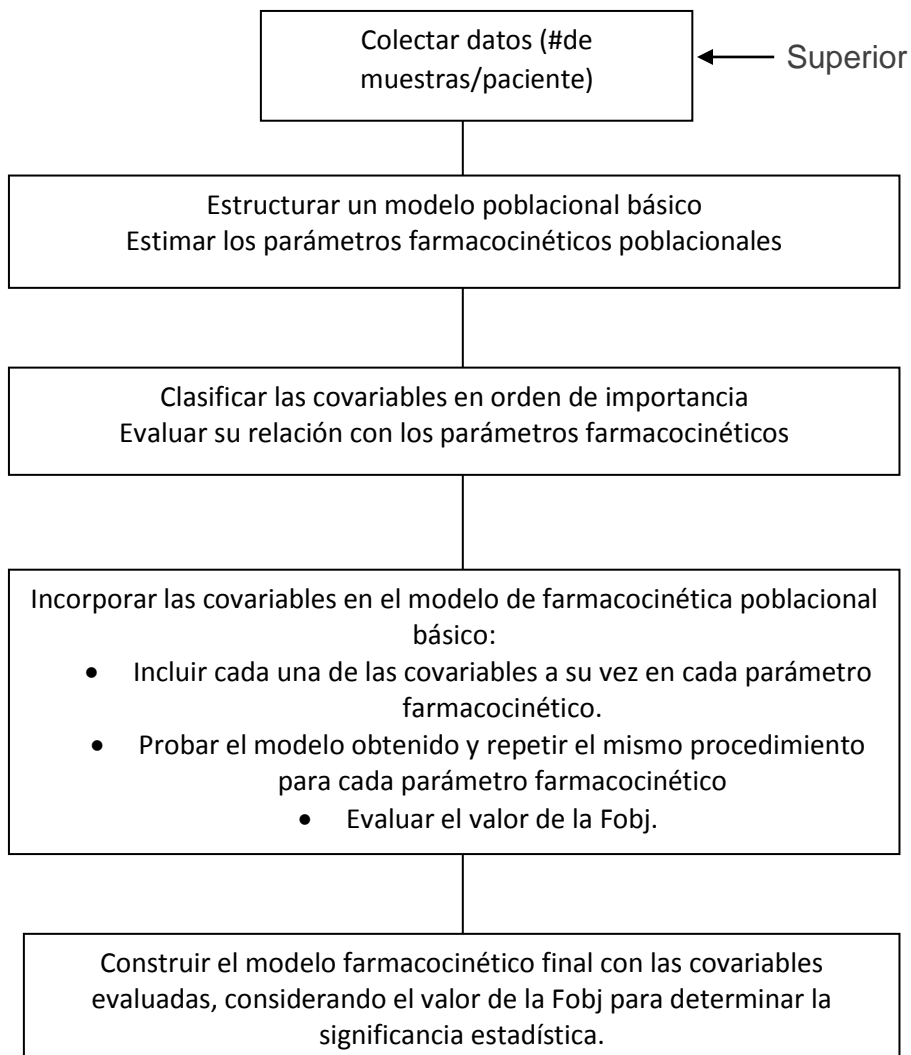 Colectar datos (#de
muestras/paciente)
Superior
Estructurar un modelo poblacional básico
Estimar los parámetros farmacocinéticos poblacionales
Clasificar las covariables en orden de importancia
Evaluar su relación con los parámetros farmacocinéticos
Incorporar las covariables en el modelo de farmacocinética poblacional
básico:
• Incluir cada una de las covariables a su vez en cada parámetro
farmacocinético.
• Probar el modelo obtenido y repetir el mismo procedimiento
para cada parámetro farmacocinético
• Evaluar el valor de la Fobj.
Construir el modelo farmacocinético final con las covariables
evaluadas, considerando el valor de la Fobj para determinar la
significancia estadística.